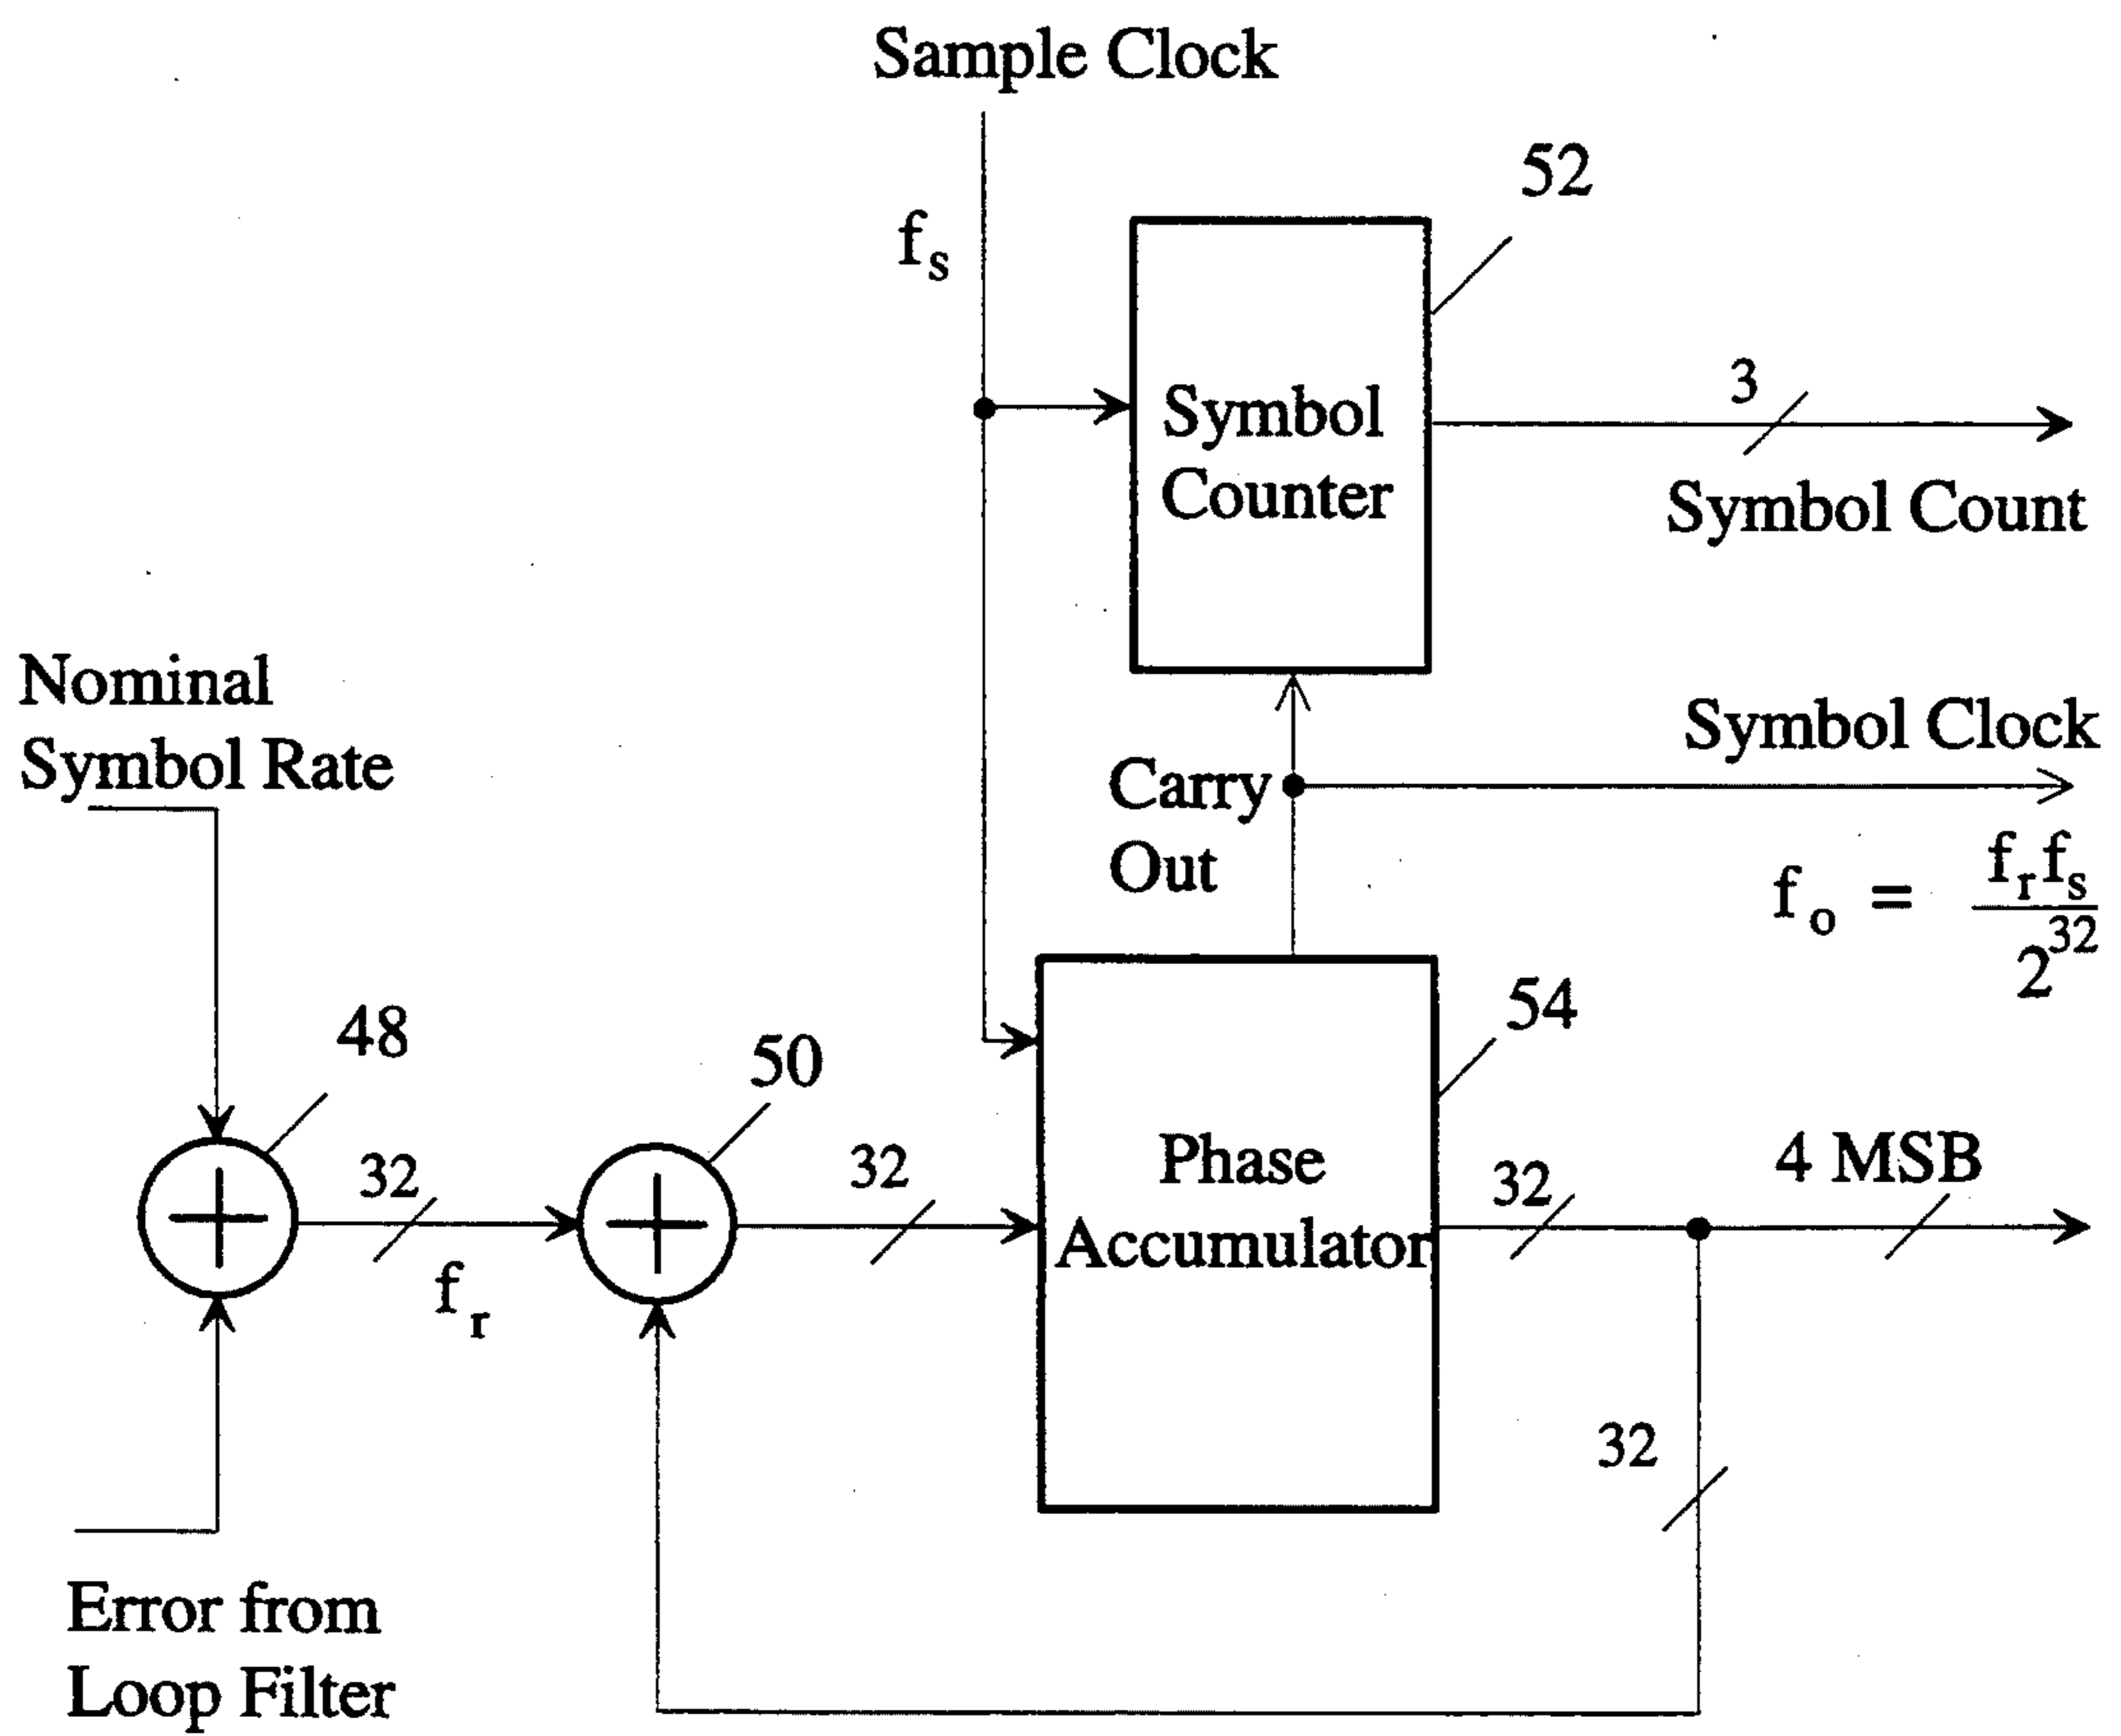 Sample Clock
52
f_s
3
Symbol
Counter
Symbol Count
Nominal
Symbol Rate
Symbol Clock
Carry
Out
f_o = f_r f_s / 2^32
48
50
54
32
f_r
32
Phase
Accumulator
32
4 MSB
32
Error from
Loop Filter